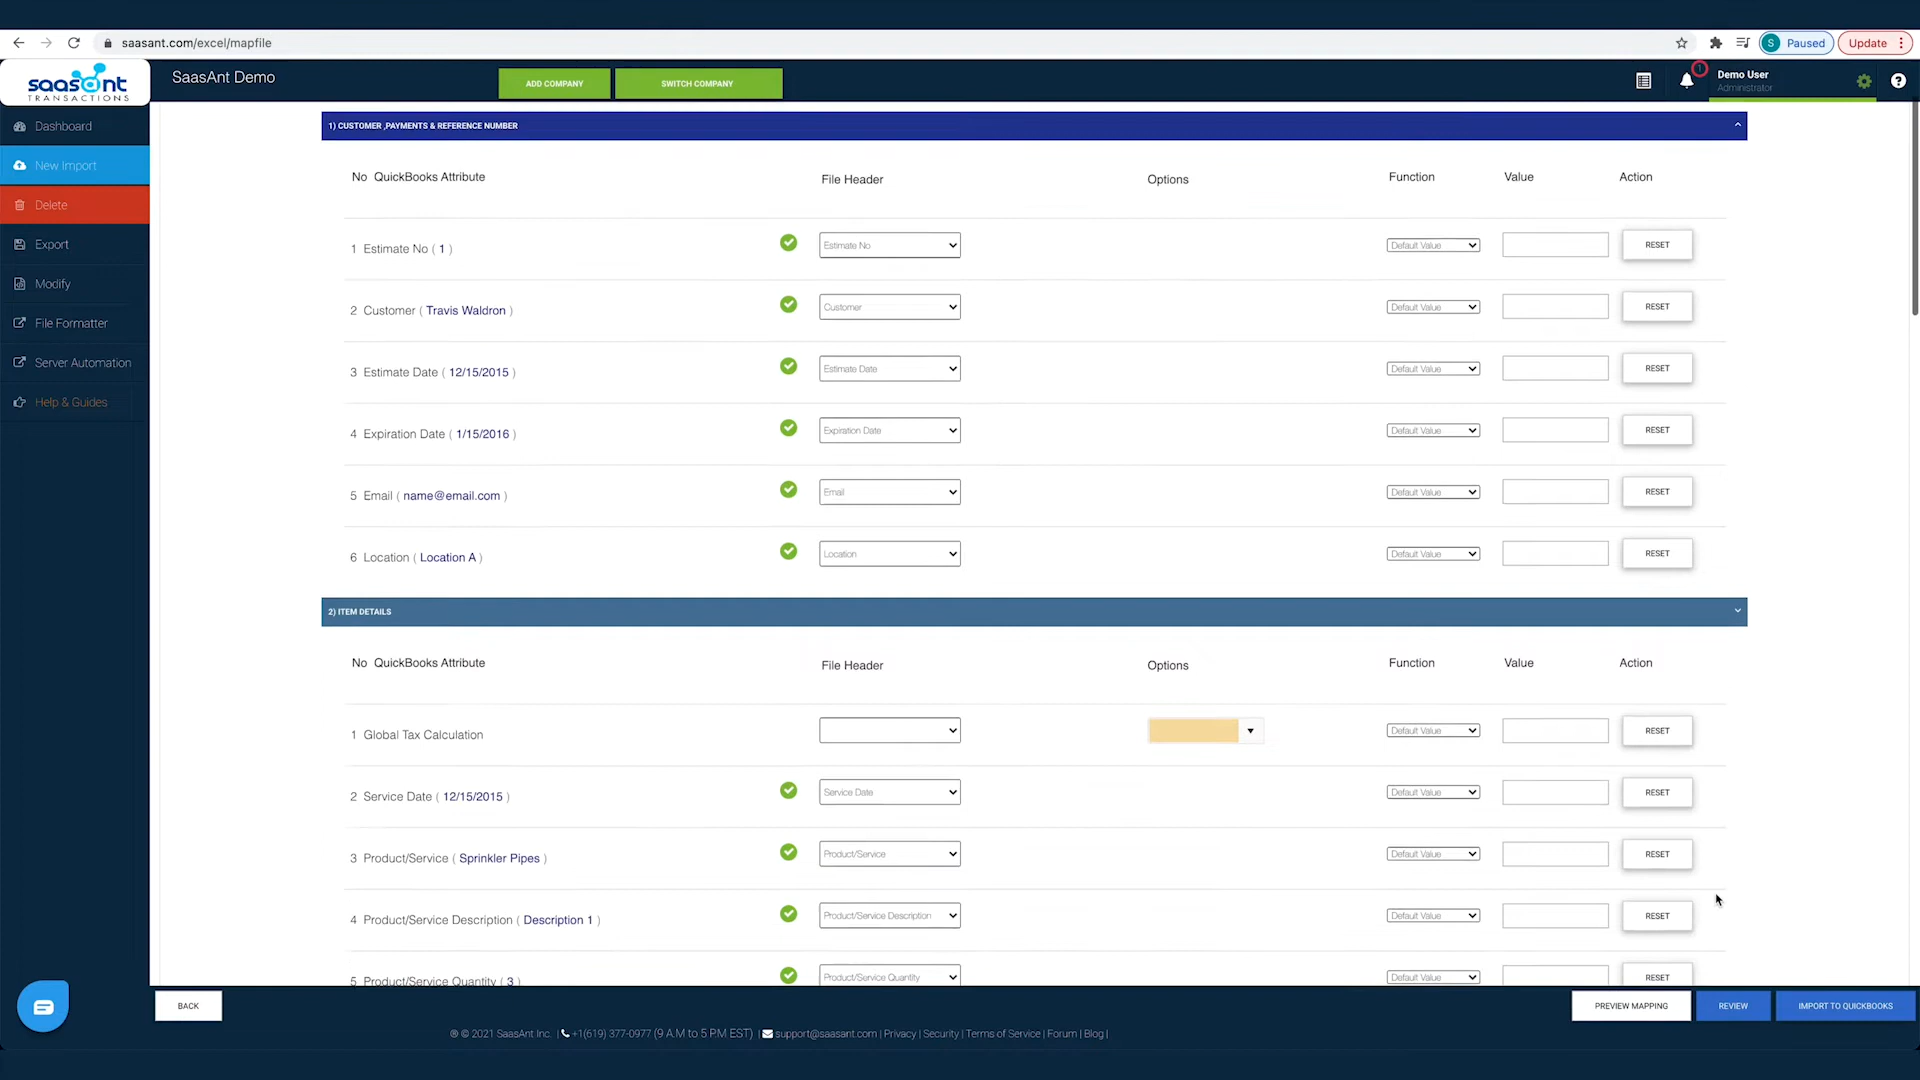 saasant.com/excel/mapfile
S Paused
Update
saasant
TRANSACTIONS
SaasAnt Demo
ADD COMPANY
SWITCH COMPANY
1
Demo User
Administrator
Dashboard
New Import
Delete
Export
Modify
File Formatter
Server Automation
Help & Guides
1) CUSTOMER ,PAYMENTS & REFERENCE NUMBER
No QuickBooks Attribute File Header Options Function Value Action
1 Estimate No ( 1 ) Estimate No Default Value RESET
2 Customer ( Travis Waldron ) Customer Default Value RESET
3 Estimate Date ( 12/15/2015 ) Estimate Date Default Value RESET
4 Expiration Date ( 1/15/2016 ) Expiration Date Default Value RESET
5 Email ( name@email.com ) Email Default Value RESET
6 Location ( Location A ) Location Default Value RESET
2) ITEM DETAILS
No QuickBooks Attribute File Header Options Function Value Action
1 Global Tax Calculation Default Value RESET
2 Service Date ( 12/15/2015 ) Service Date Default Value RESET
3 Product/Service ( Sprinkler Pipes ) Product/Service Default Value RESET
4 Product/Service Description ( Description 1 ) Product/Service Description Default Value RESET
5 Product/Service Quantity ( 3 ) Product/Service Quantity Default Value RESET
BACK
PREVIEW MAPPING
REVIEW
IMPORT TO QUICKBOOKS
® © 2021 SaasAnt Inc. | +1(619) 377-0977 (9 A.M to 5 P.M EST) | support@saasant.com | Privacy | Security | Terms of Service | Forum | Blog |